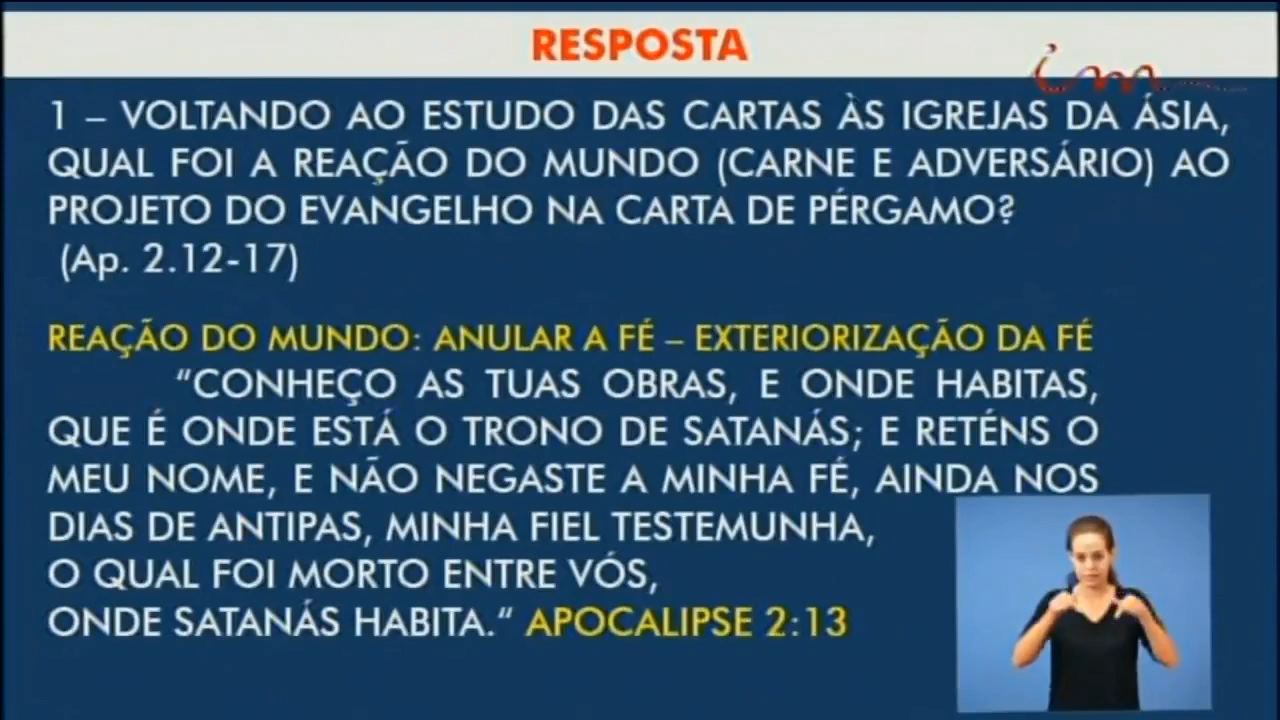 RESPOSTA
im
1 – VOLTANDO AO ESTUDO DAS CARTAS ÀS IGREJAS DA ÁSIA,
QUAL FOI A REAÇÃO DO MUNDO (CARNE E ADVERSÁRIO) AO
PROJETO DO EVANGELHO NA CARTA DE PÉRGAMO?
(Ap. 2.12-17)
REAÇÃO DO MUNDO: ANULAR A FÉ – EXTERIORIZAÇÃO DA FÉ
“CONHEÇO AS TUAS OBRAS, E ONDE HABITAS,
QUE É ONDE ESTÁ O TRONO DE SATANÁS; E RETÉNS O
MEU NOME, E NÃO NEGASTE A MINHA FÉ, AINDA NOS
DIAS DE ANTIPAS, MINHA FIEL TESTEMUNHA,
O QUAL FOI MORTO ENTRE VÓS,
ONDE SATANÁS HABITA.“ APOCALIPSE 2:13